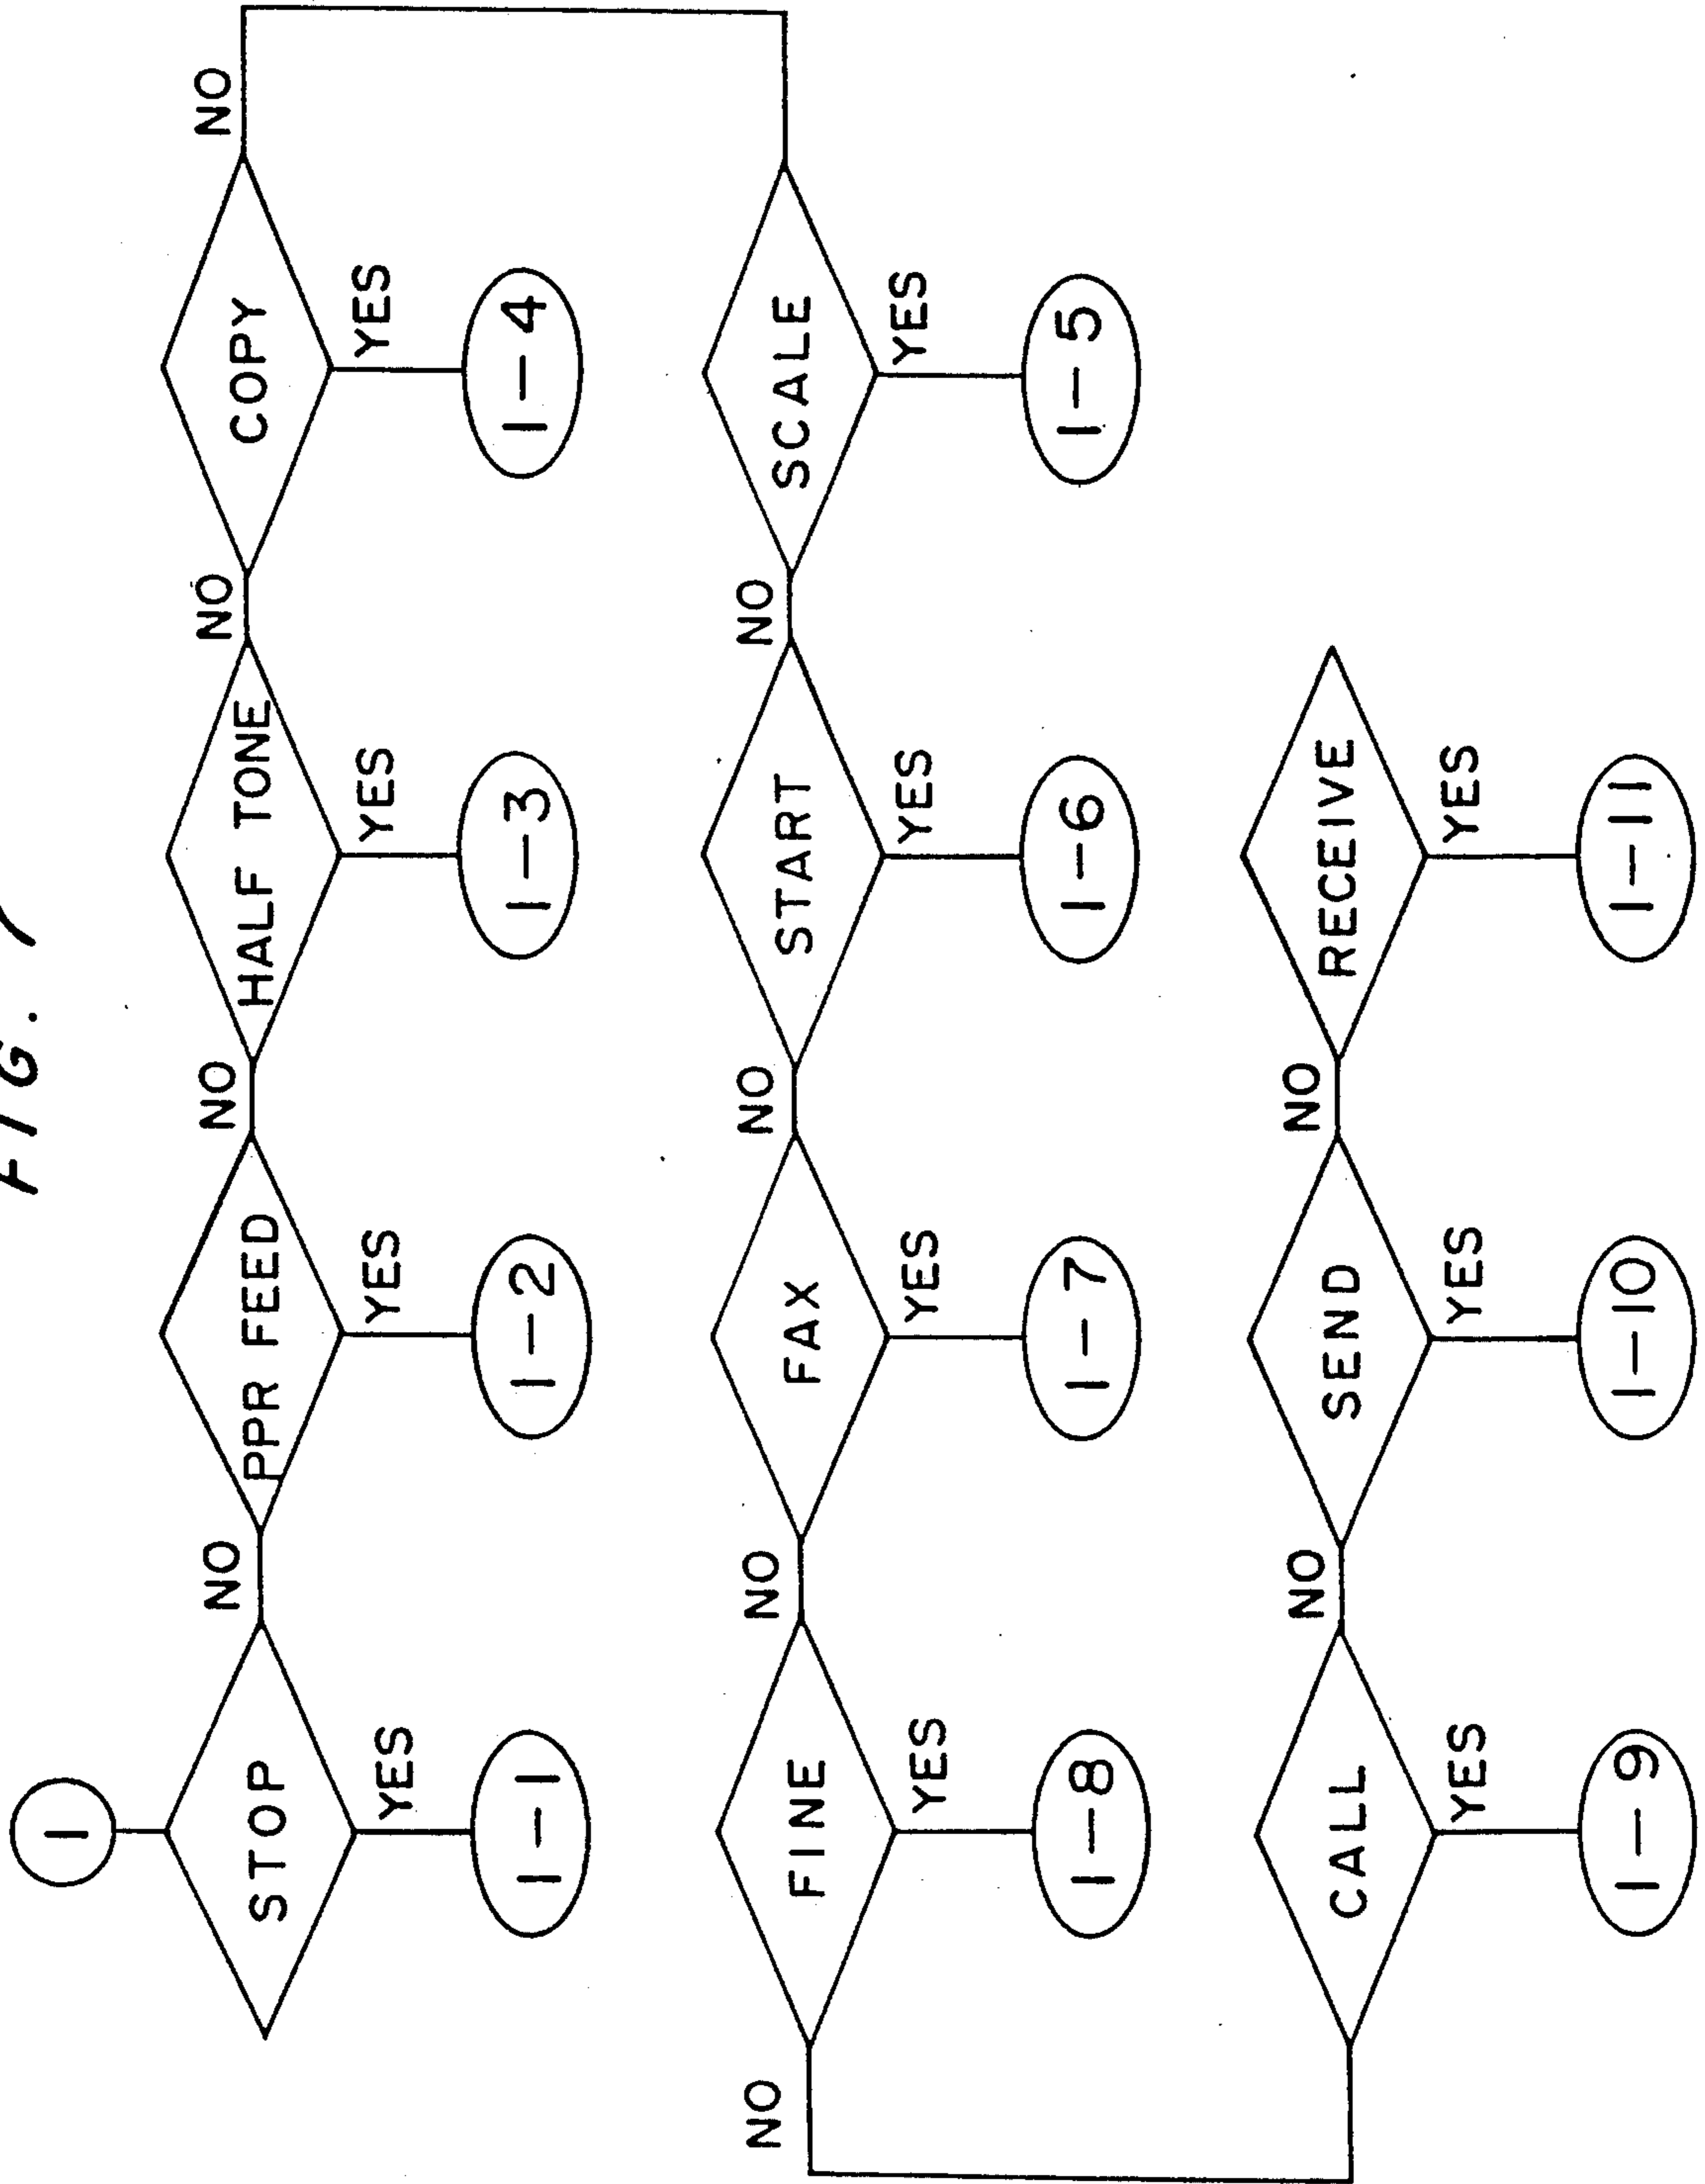 FIG. 7
1
STOP
NO
PPR FEED
NO
HALF TONE
NO
COPY
NO
YES
YES
YES
YES
1-1
1-2
1-3
1-4
FINE
NO
FAX
NO
START
NO
SCALE
NO
YES
YES
YES
YES
1-8
1-7
1-6
1-5
CALL
NO
SEND
NO
RECEIVE
YES
YES
YES
1-9
1-10
1-11